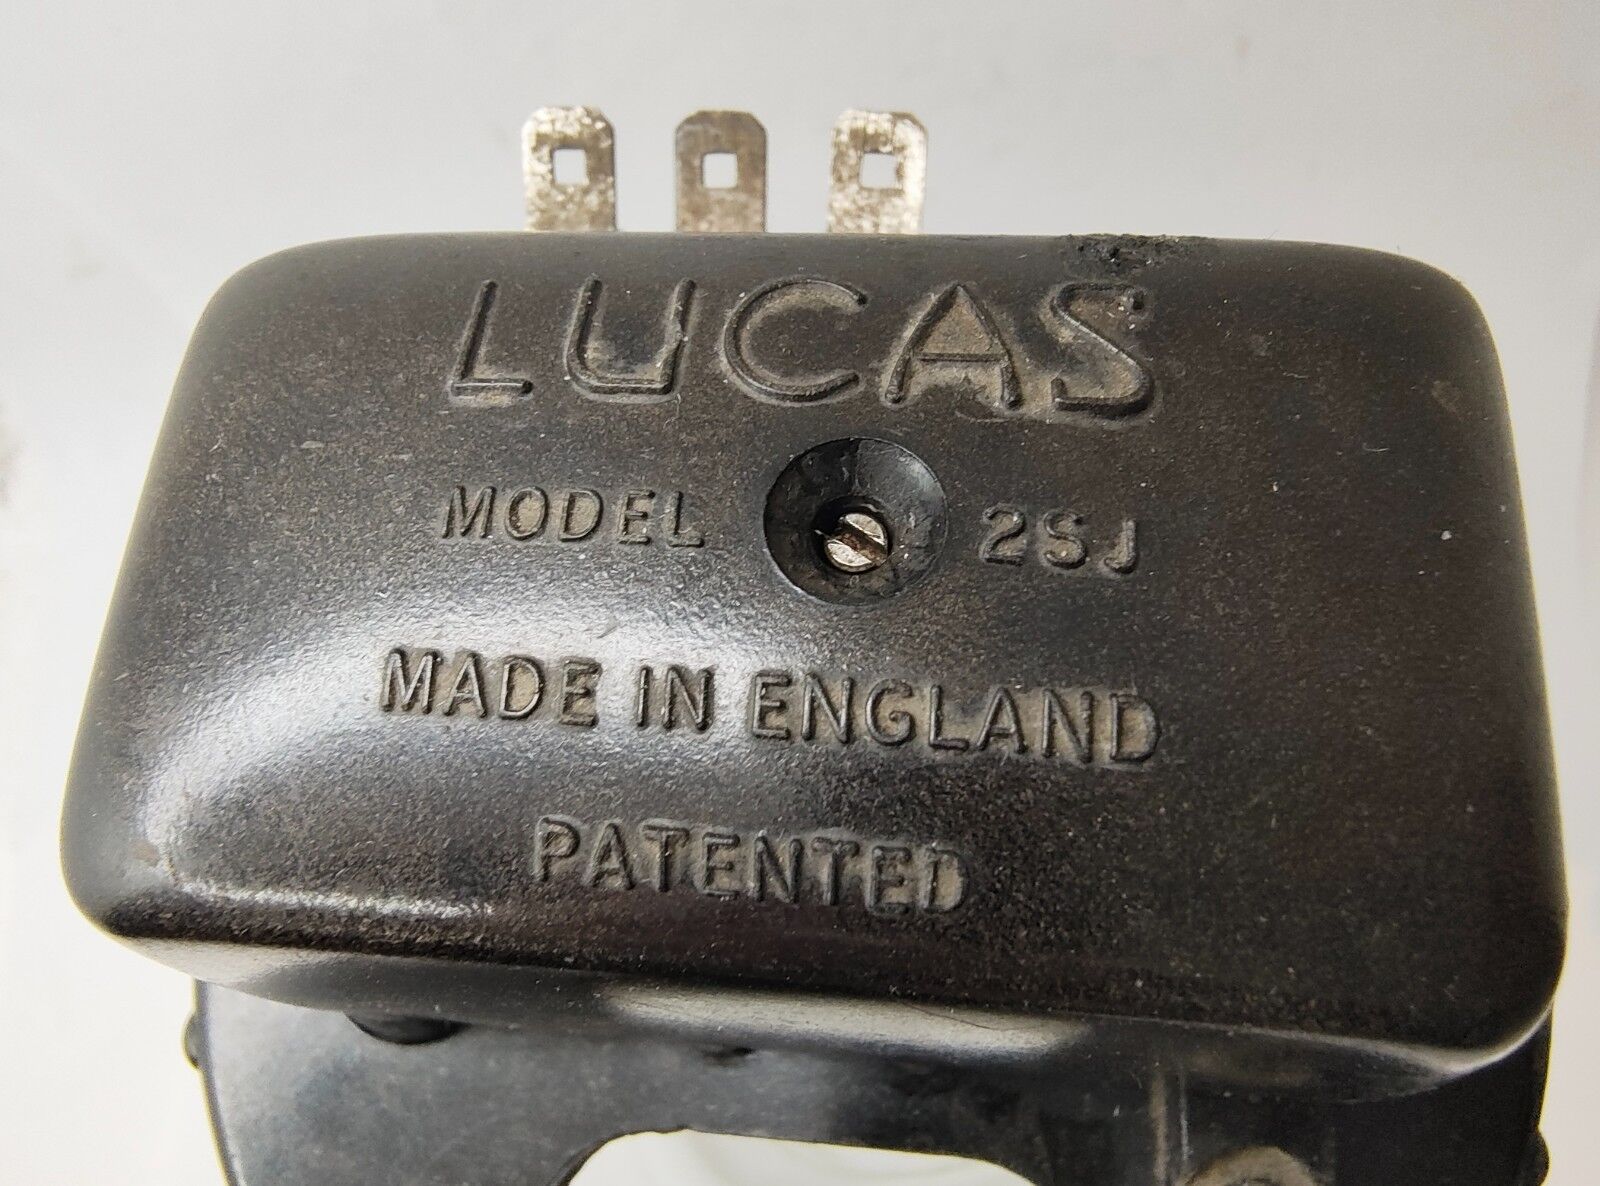 LUCAS
MODEL 2SJ
MADE IN ENGLAND
PATENTED